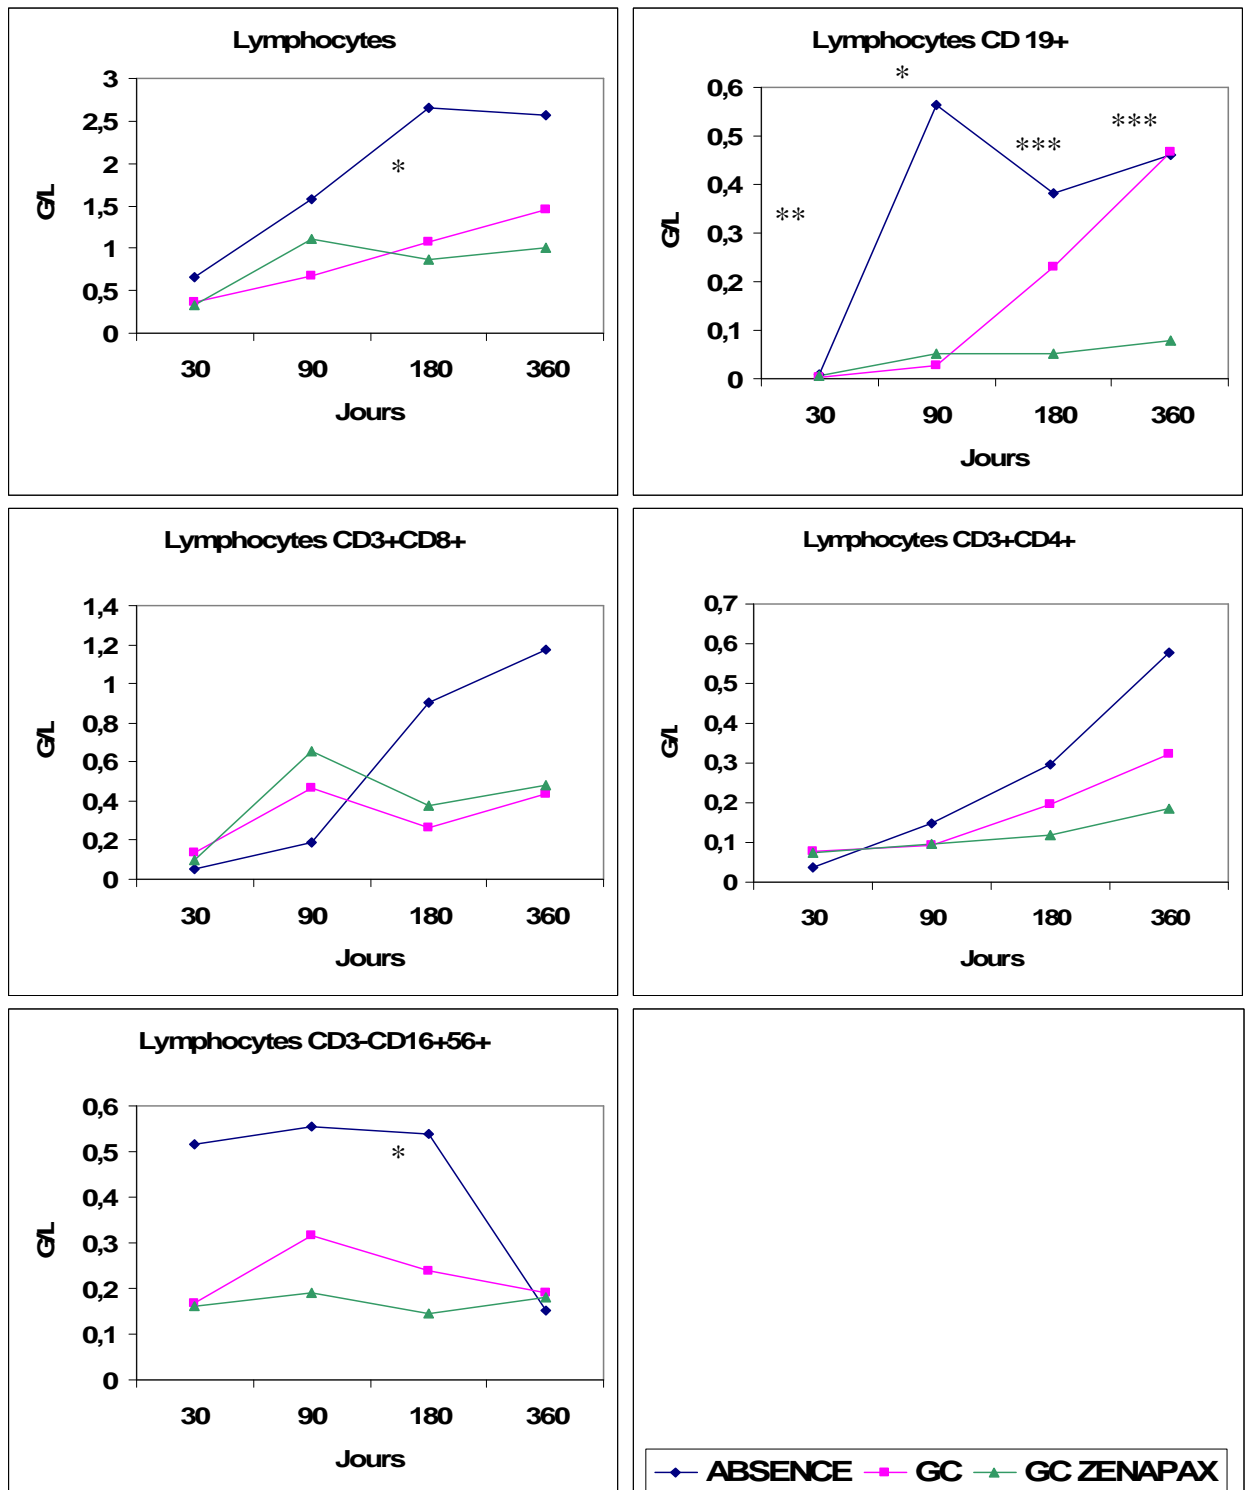 Lymphocytes
3
2,5
2
1,5
1
0,5
0
G/L
*
30 90 180 360
Jours
Lymphocytes CD 19+
0,6
0,5
0,4
0,3
0,2
0,1
0
G/L
**
*
***
***
30 90 180 360
Jours
Lymphocytes CD3+CD8+
1,4
1,2
1
0,8
0,6
0,4
0,2
0
G/L
30 90 180 360
Jours
Lymphocytes CD3+CD4+
0,7
0,6
0,5
0,4
0,3
0,2
0,1
0
G/L
30 90 180 360
Jours
Lymphocytes CD3-CD16+56+
0,6
0,5
0,4
0,3
0,2
0,1
0
G/L
*
30 90 180 360
Jours
ABSENCE GC GC ZENAPAX